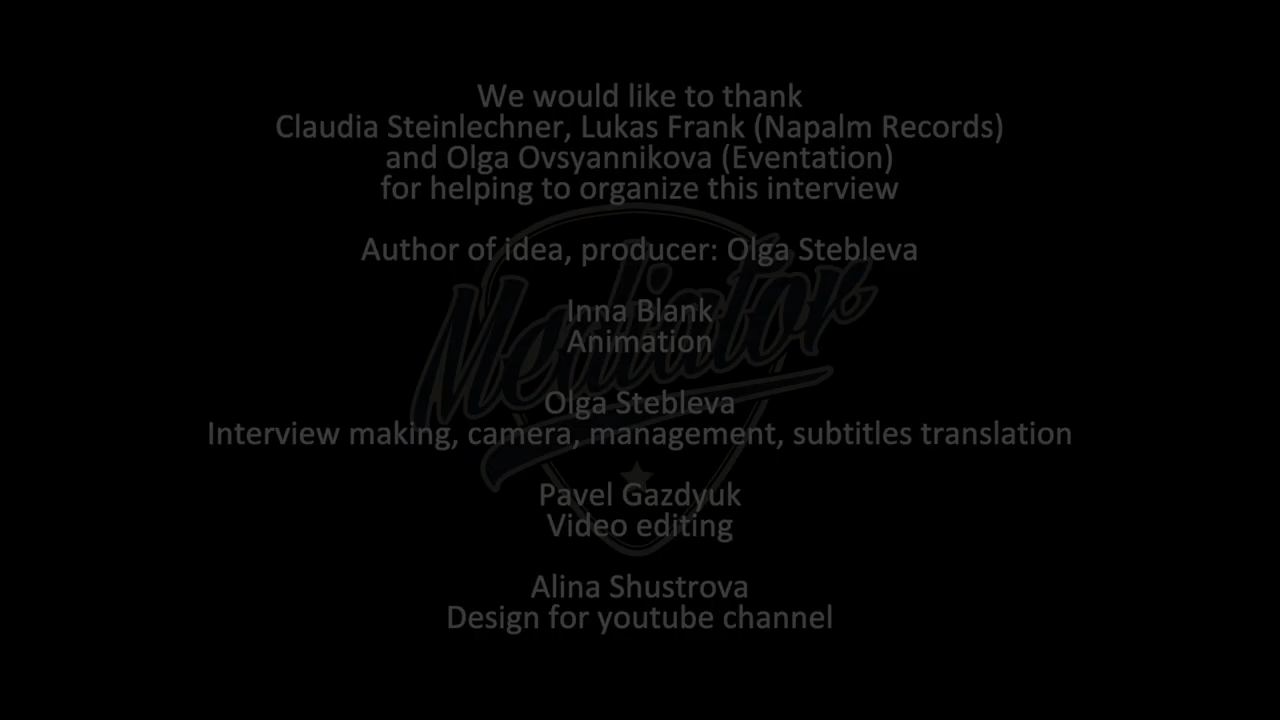 We would like to thank
Claudia Steinlechner, Lukas Frank (Napalm Records)
and Olga Ovsyannikova (Eventation)
for helping to organize this interview
Author of idea, producer: Olga Stebleva
Mediator
Inna Blank
Animation
Olga Stebleva
Interview making, camera, management, subtitles translation
Pavel Gazdyuk
Video editing
Alina Shustrova
Design for youtube channel